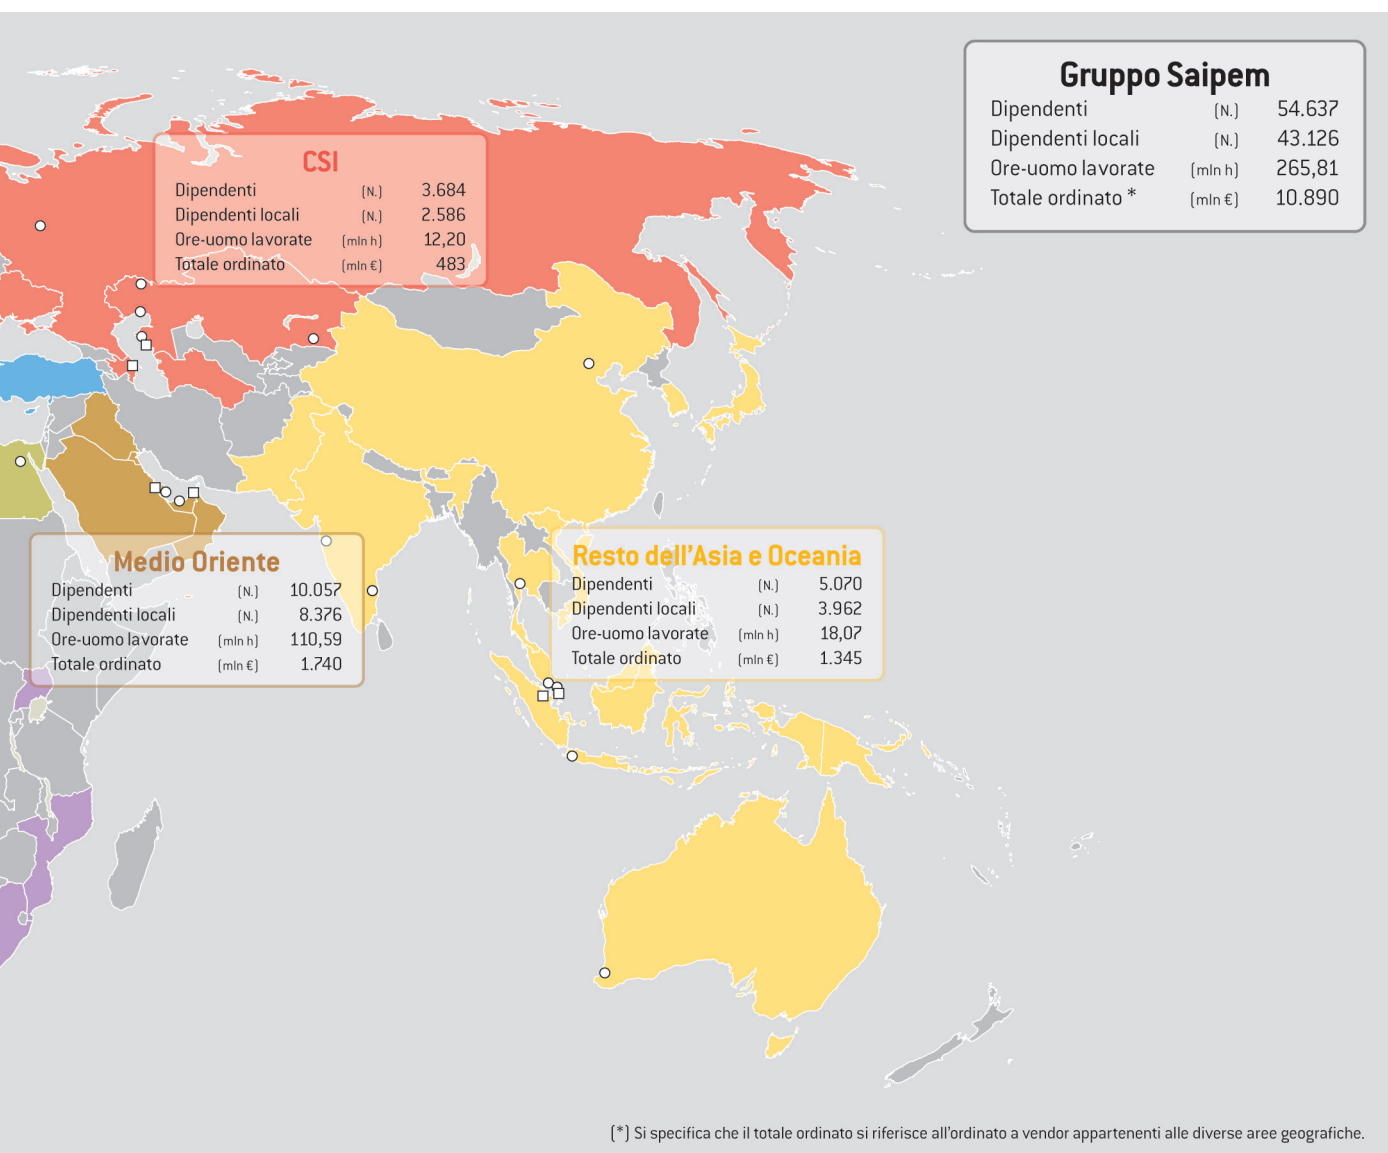 Gruppo Saipem
Dipendenti (N.) 54.637
Dipendenti locali (N.) 43.126
Ore-uomo lavorate (mln h) 265,81
Totale ordinato * (mln €) 10.890
CSI
Dipendenti (N.) 3.684
Dipendenti locali (N.) 2.586
Ore-uomo lavorate (mln h) 12,20
Totale ordinato (mln €) 483
Medio Oriente
Dipendenti (N.) 10.057
Dipendenti locali (N.) 8.376
Ore-uomo lavorate (mln h) 110,59
Totale ordinato (mln €) 1.740
Resto dell'Asia e Oceania
Dipendenti (N.) 5.070
Dipendenti locali (N.) 3.962
Ore-uomo lavorate (mln h) 18,07
Totale ordinato (mln €) 1.345
(*) Si specifica che il totale ordinato si riferisce all'ordinato a vendor appartenenti alle diverse aree geografiche.